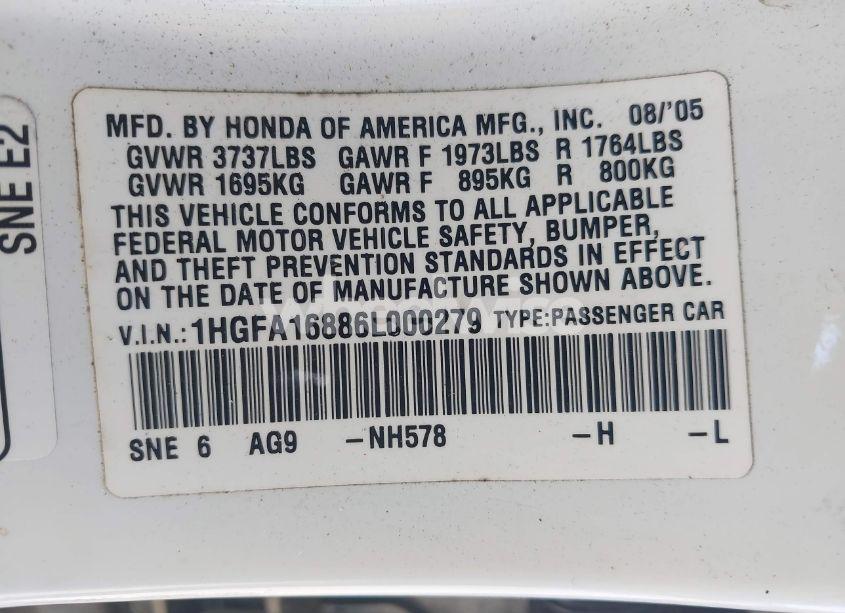 SNE E2
MFD. BY HONDA OF AMERICA MFG., INC. 08/'05
GVWR 3737LBS GAWR F 1973LBS R 1764LBS
GVWR 1695KG GAWR F 895KG R 800KG
THIS VEHICLE CONFORMS TO ALL APPLICABLE
FEDERAL MOTOR VEHICLE SAFETY, BUMPER,
AND THEFT PREVENTION STANDARDS IN EFFECT
ON THE DATE OF MANUFACTURE SHOWN ABOVE.
V.I.N.: 1HGFA16886L000279 TYPE:PASSENGER CAR
SNE 6 AG9 -NH578 -H -L